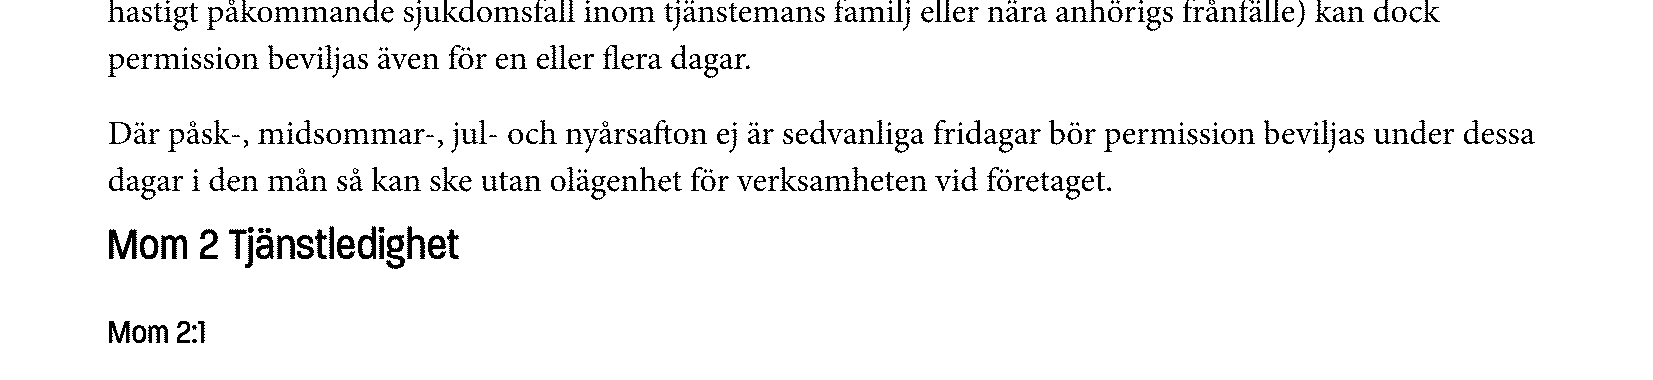 hastigt påkommande sjukdomsfall inom tjänstemans familj eller nära anhörigs frånfälle) kan dock
permission beviljas även för en eller flera dagar.
Där påsk-, midsommar-, jul- och nyårsafton ej är sedvanliga fridagar bör permission beviljas under dessa
dagar i den mån så kan ske utan olägenhet för verksamheten vid företaget.
Mom 2 Tjänstledighet
Mom 2:1